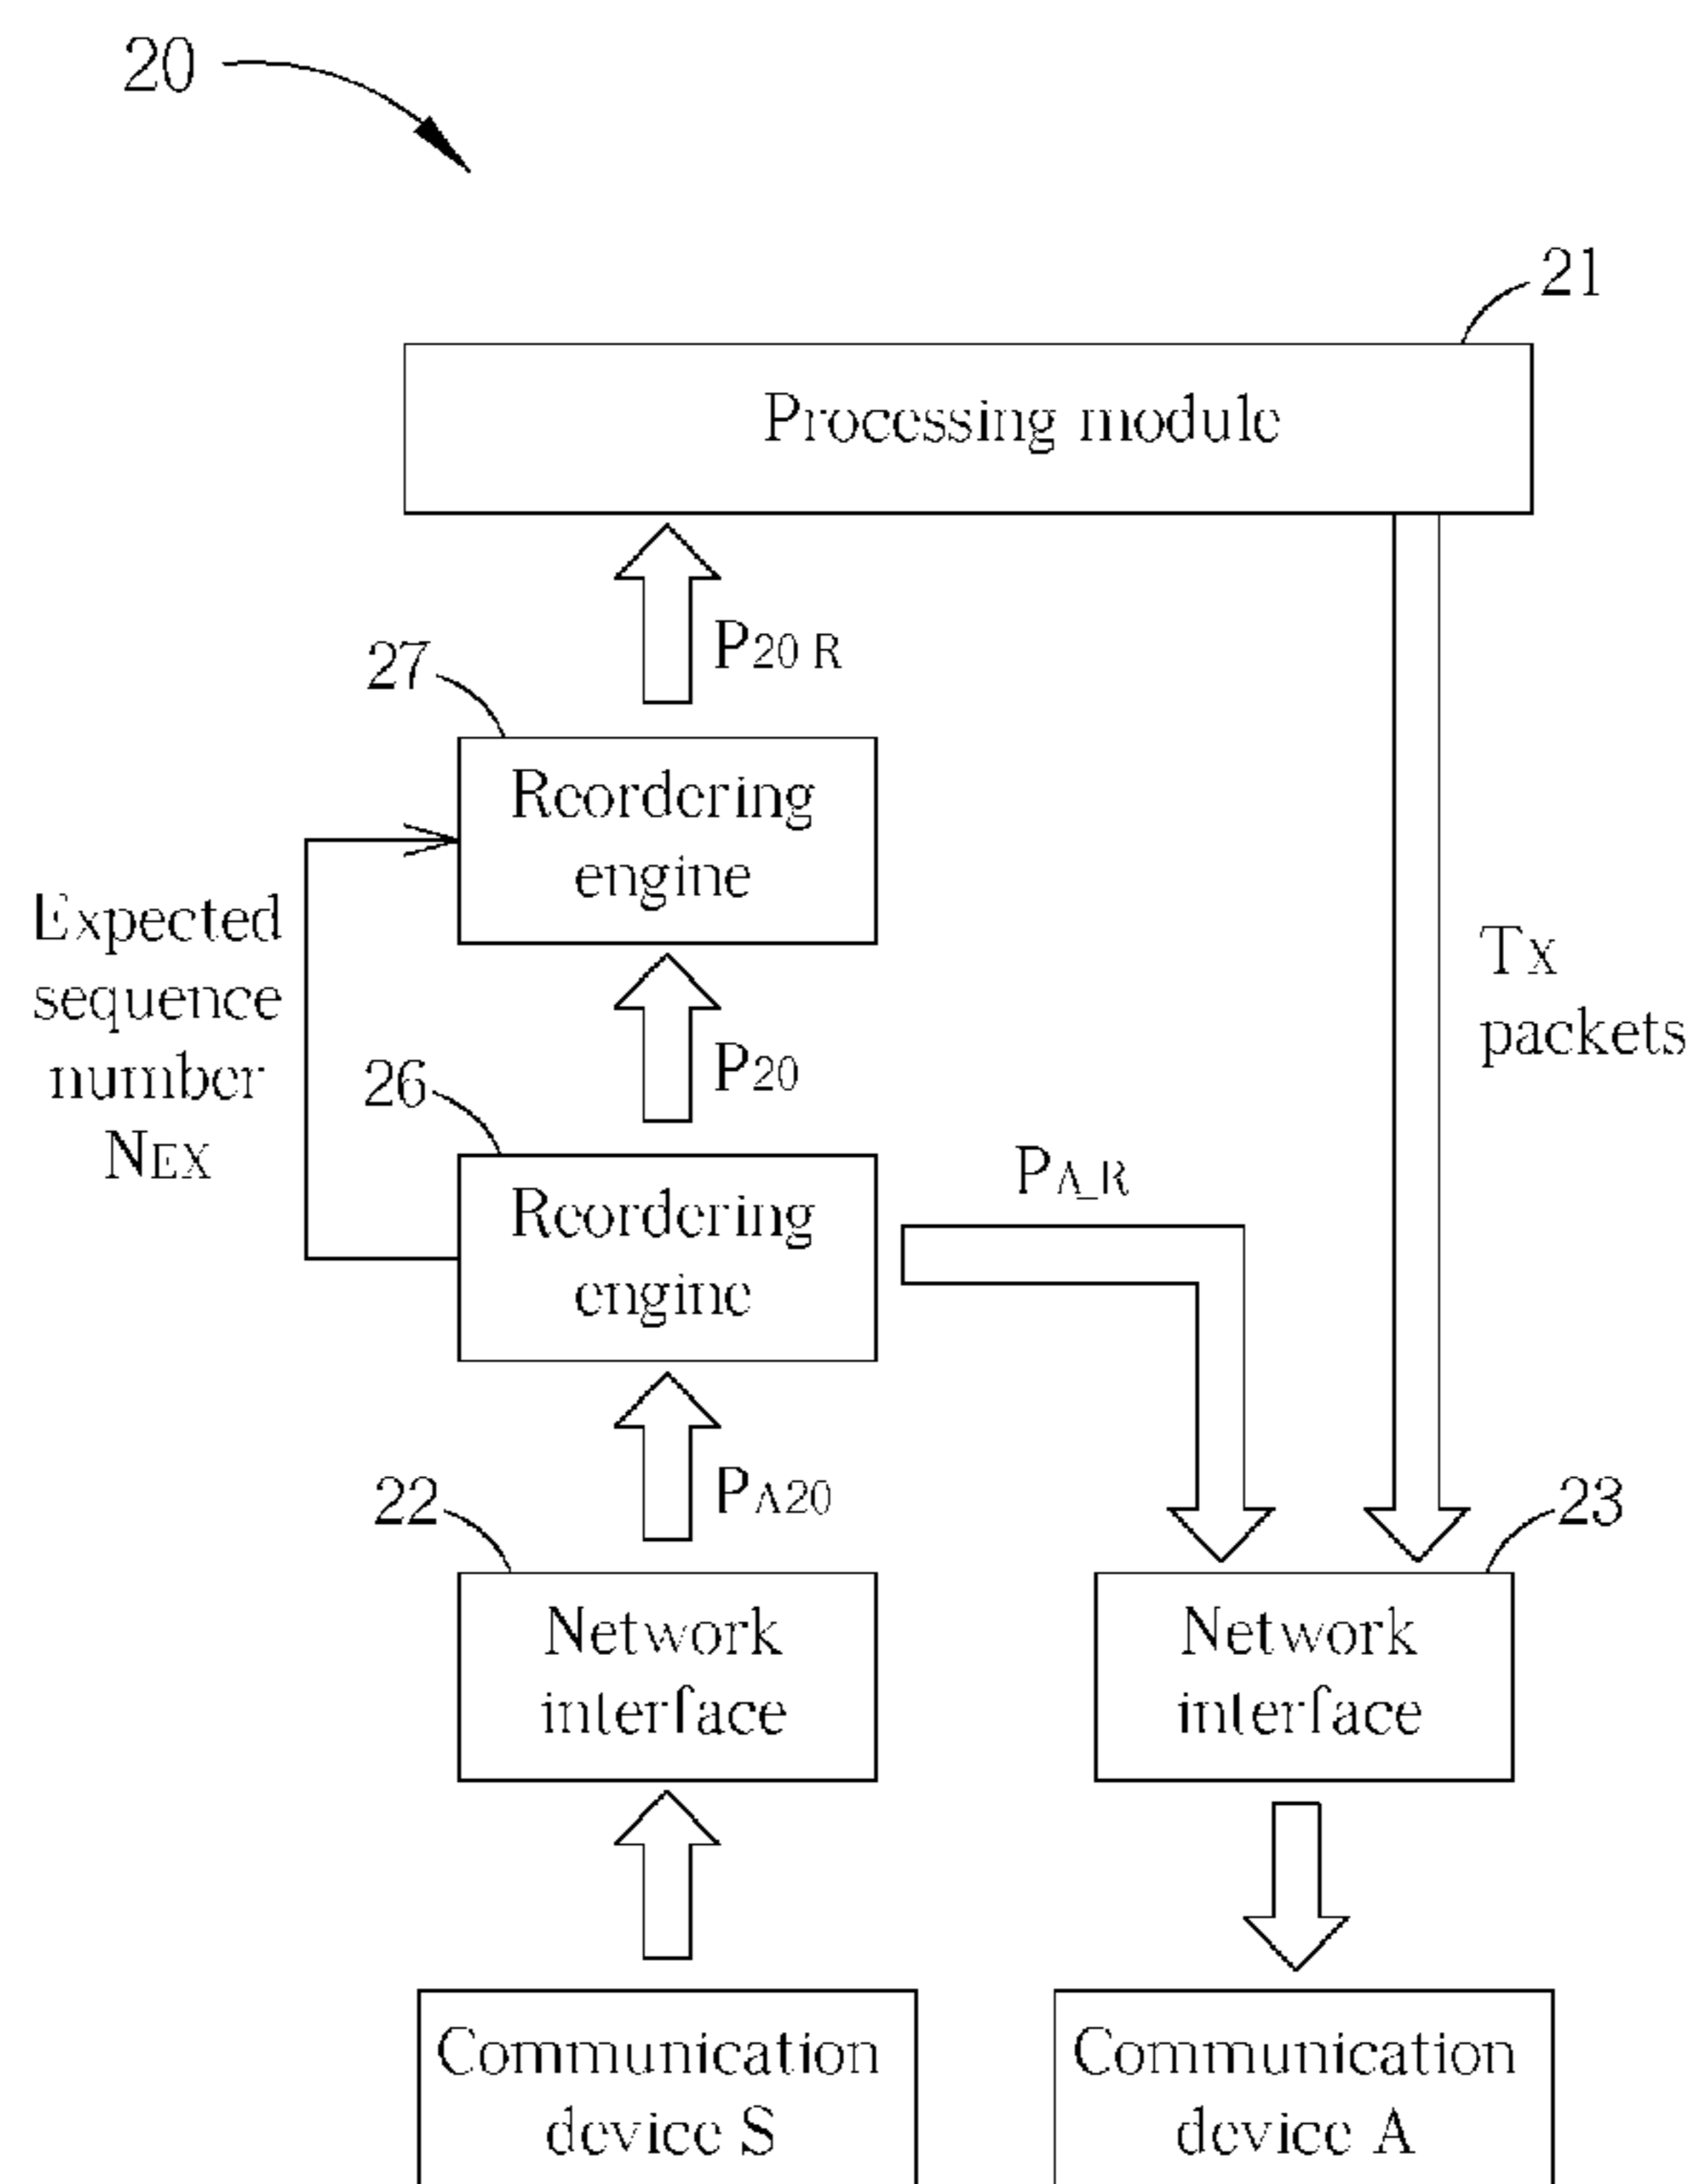 20
21
Processing module
P20 R
27
Reordering
engine
Expected
sequence
number
NEX
Tx
packets
P20
26
Reordering
engine
PA_R
PA20
22
23
Network
interface
Network
interface
Communication
device S
Communication
device A